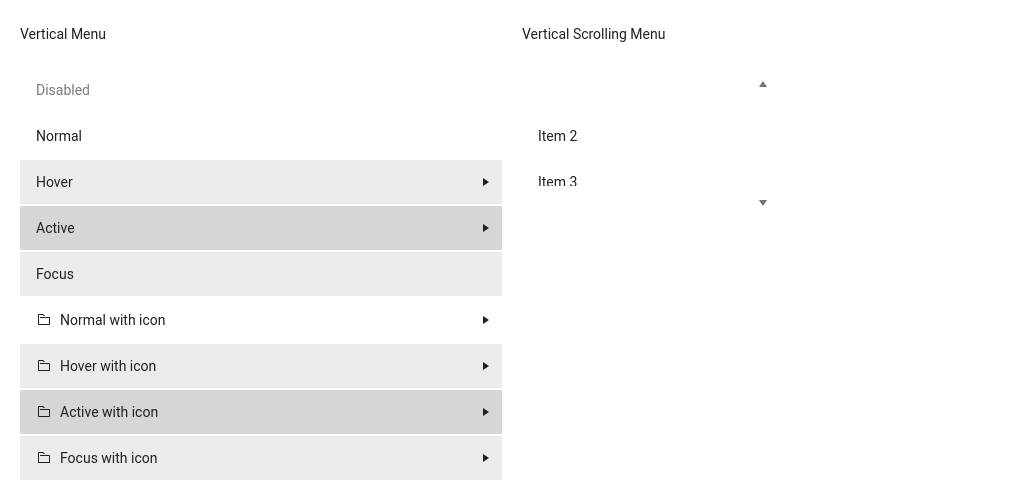 Vertical Menu
Disabled
Normal
Hover
Active
Focus
Normal with icon
Hover with icon
Active with icon
Focus with icon
Vertical Scrolling Menu
Item 2
Item 3